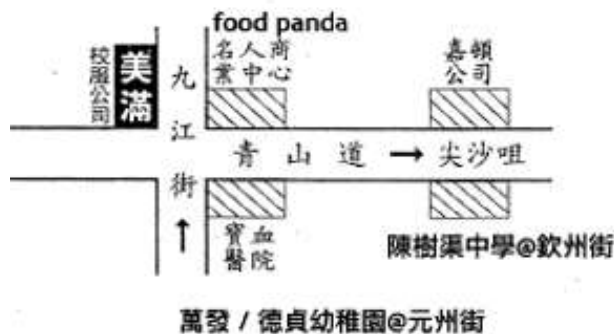 food panda
名人商
業中心
嘉頓
公司
美滿
校服公司
九江街
青山道 → 尖沙咀
↑
寶血
醫院
陳樹渠中學@欽州街
萬發 / 德貞幼稚園@元州街